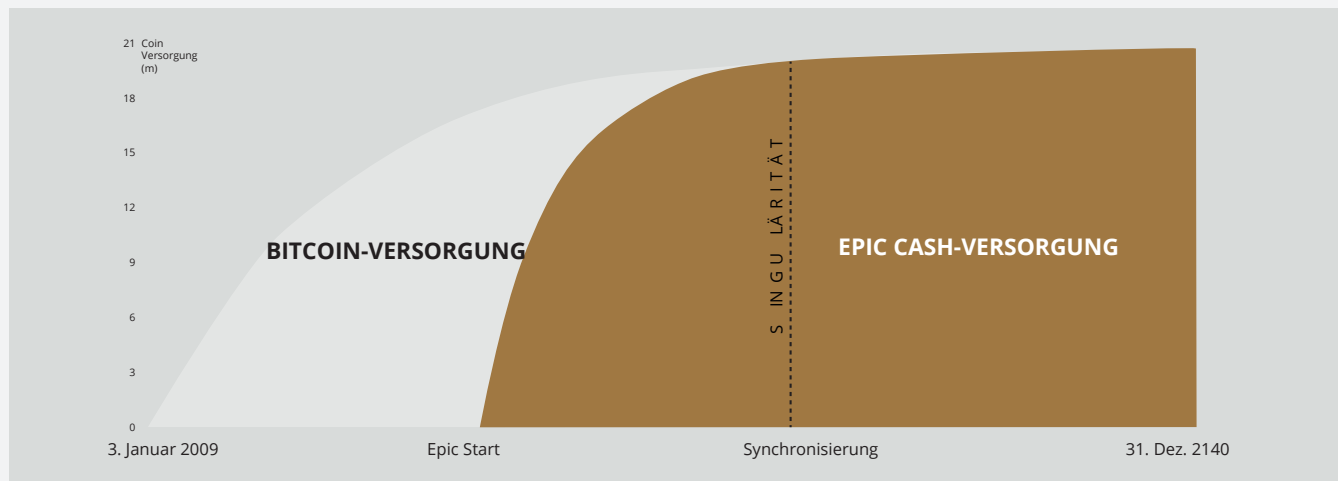 21 Coin
Versorgung
(m)
18
15
12
9
6
3
0
BITCOIN-VERSORGUNG
S INGU LÄRITÄT
EPIC CASH-VERSORGUNG
3. Januar 2009
Epic Start
Synchronisierung
31. Dez. 2140